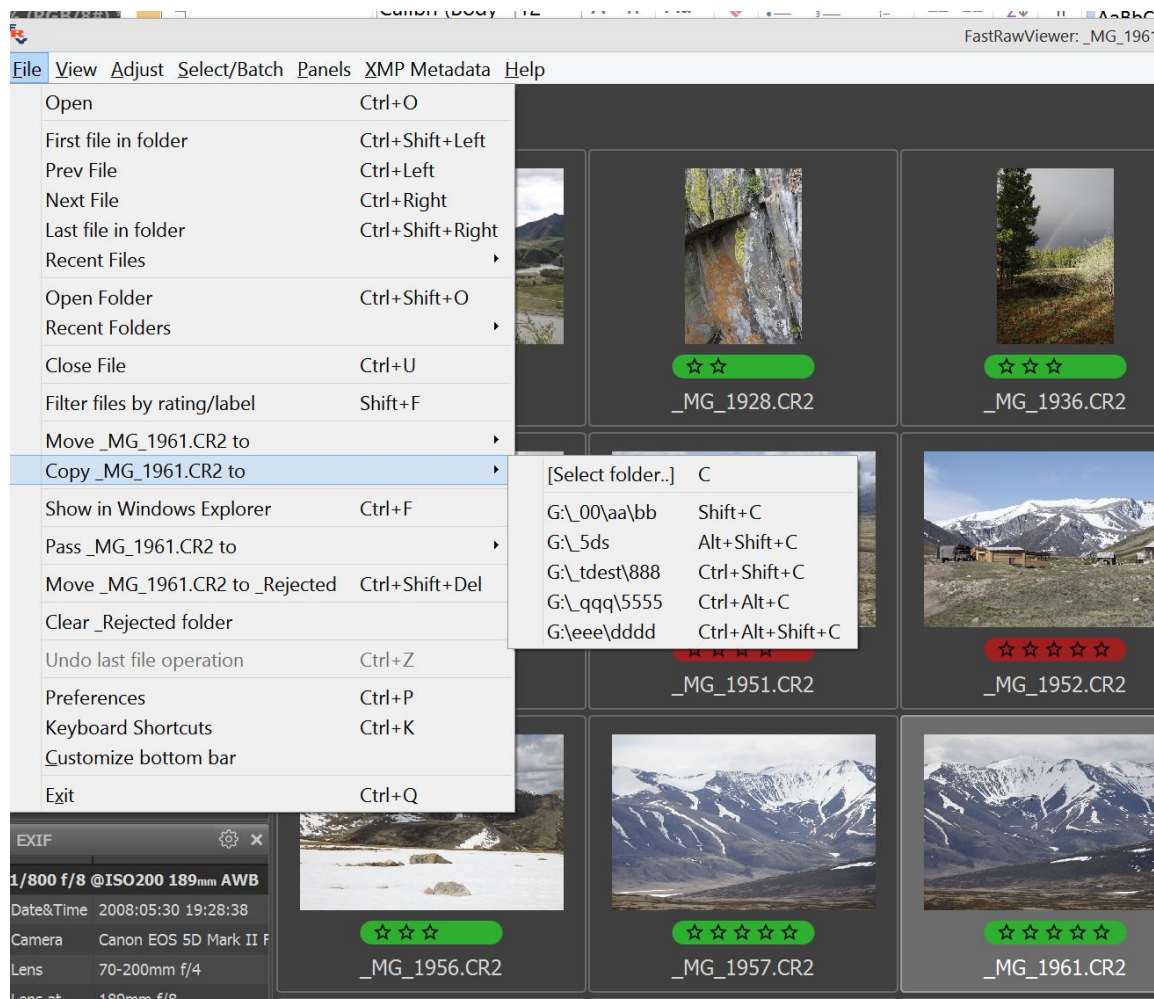 FastRawViewer: _MG_1961
File View Adjust Select/Batch Panels XMP Metadata Help
Open Ctrl+O
First file in folder Ctrl+Shift+Left
Prev File Ctrl+Left
Next File Ctrl+Right
Last file in folder Ctrl+Shift+Right
Recent Files
Open Folder Ctrl+Shift+O
Recent Folders
Close File Ctrl+U
Filter files by rating/label Shift+F
Move _MG_1961.CR2 to
Copy _MG_1961.CR2 to
Show in Windows Explorer Ctrl+F
Pass _MG_1961.CR2 to
Move _MG_1961.CR2 to _Rejected Ctrl+Shift+Del
Clear _Rejected folder
Undo last file operation Ctrl+Z
Preferences Ctrl+P
Keyboard Shortcuts Ctrl+K
Customize bottom bar
Exit Ctrl+Q
[Select folder..] C
G:\_00\aa\bb Shift+C
G:\_5ds Alt+Shift+C
G:\_tdest\888 Ctrl+Shift+C
G:\_qqq\5555 Ctrl+Alt+C
G:\eee\dddd Ctrl+Alt+Shift+C
_MG_1928.CR2
_MG_1936.CR2
_MG_1951.CR2
_MG_1952.CR2
_MG_1956.CR2
_MG_1957.CR2
_MG_1961.CR2
EXIF
1/800 f/8 @ISO200 189mm AWB
Date&Time 2008:05:30 19:28:38
Camera Canon EOS 5D Mark II
Lens 70-200mm f/4